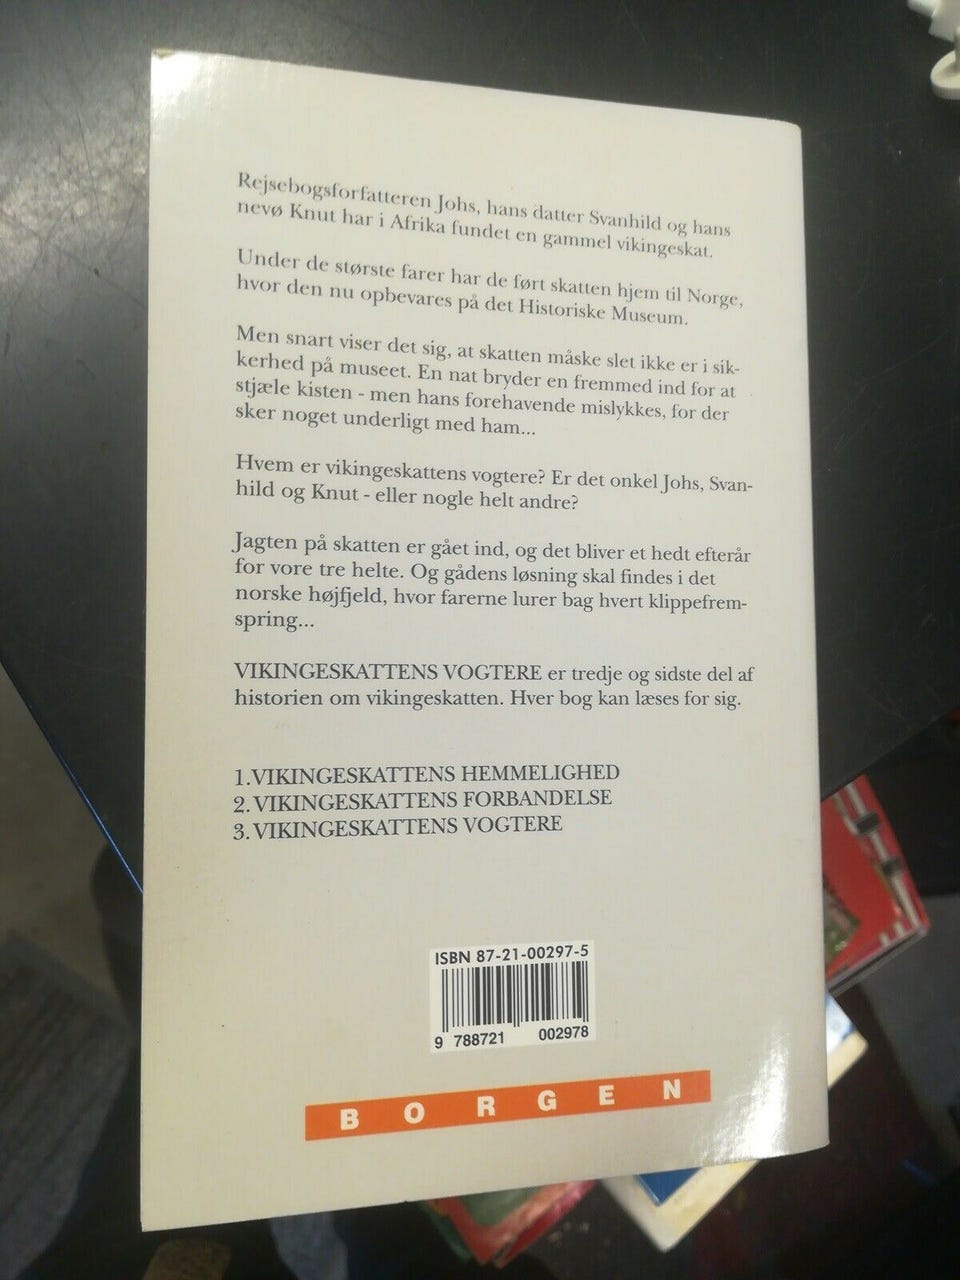 Rejsebogsforfatteren Johs, hans datter Svanhild og hans
nevø Knut har i Afrika fundet en gammel vikingeskat.
Under de største farer har de ført skatten hjem til Norge,
hvor den nu opbevares på det Historiske Museum.
Men snart viser det sig, at skatten måske slet ikke er i sik-
kerhed på museet. En nat bryder en fremmed ind for at
stjæle kisten - men hans forehavende mislykkes, for der
sker noget underligt med ham...
Hvem er vikingeskattens vogtere? Er det onkel Johs, Svan-
hild og Knut - eller nogle helt andre?
Jagten på skatten er gået ind, og det bliver et hedt efterår
for vore tre helte. Og gådens løsning skal findes i det
norske højfjeld, hvor farerne lurer bag hvert klippefrem-
spring...
VIKINGESKATTENS VOGTERE er tredje og sidste del af
historien om vikingeskatten. Hver bog kan læses for sig.
1.VIKINGESKATTENS HEMMELIGHED
2.VIKINGESKATTENS FORBANDELSE
3.VIKINGESKATTENS VOGTERE
ISBN 87-21-00297-5
9 788721 002978
BORGEN